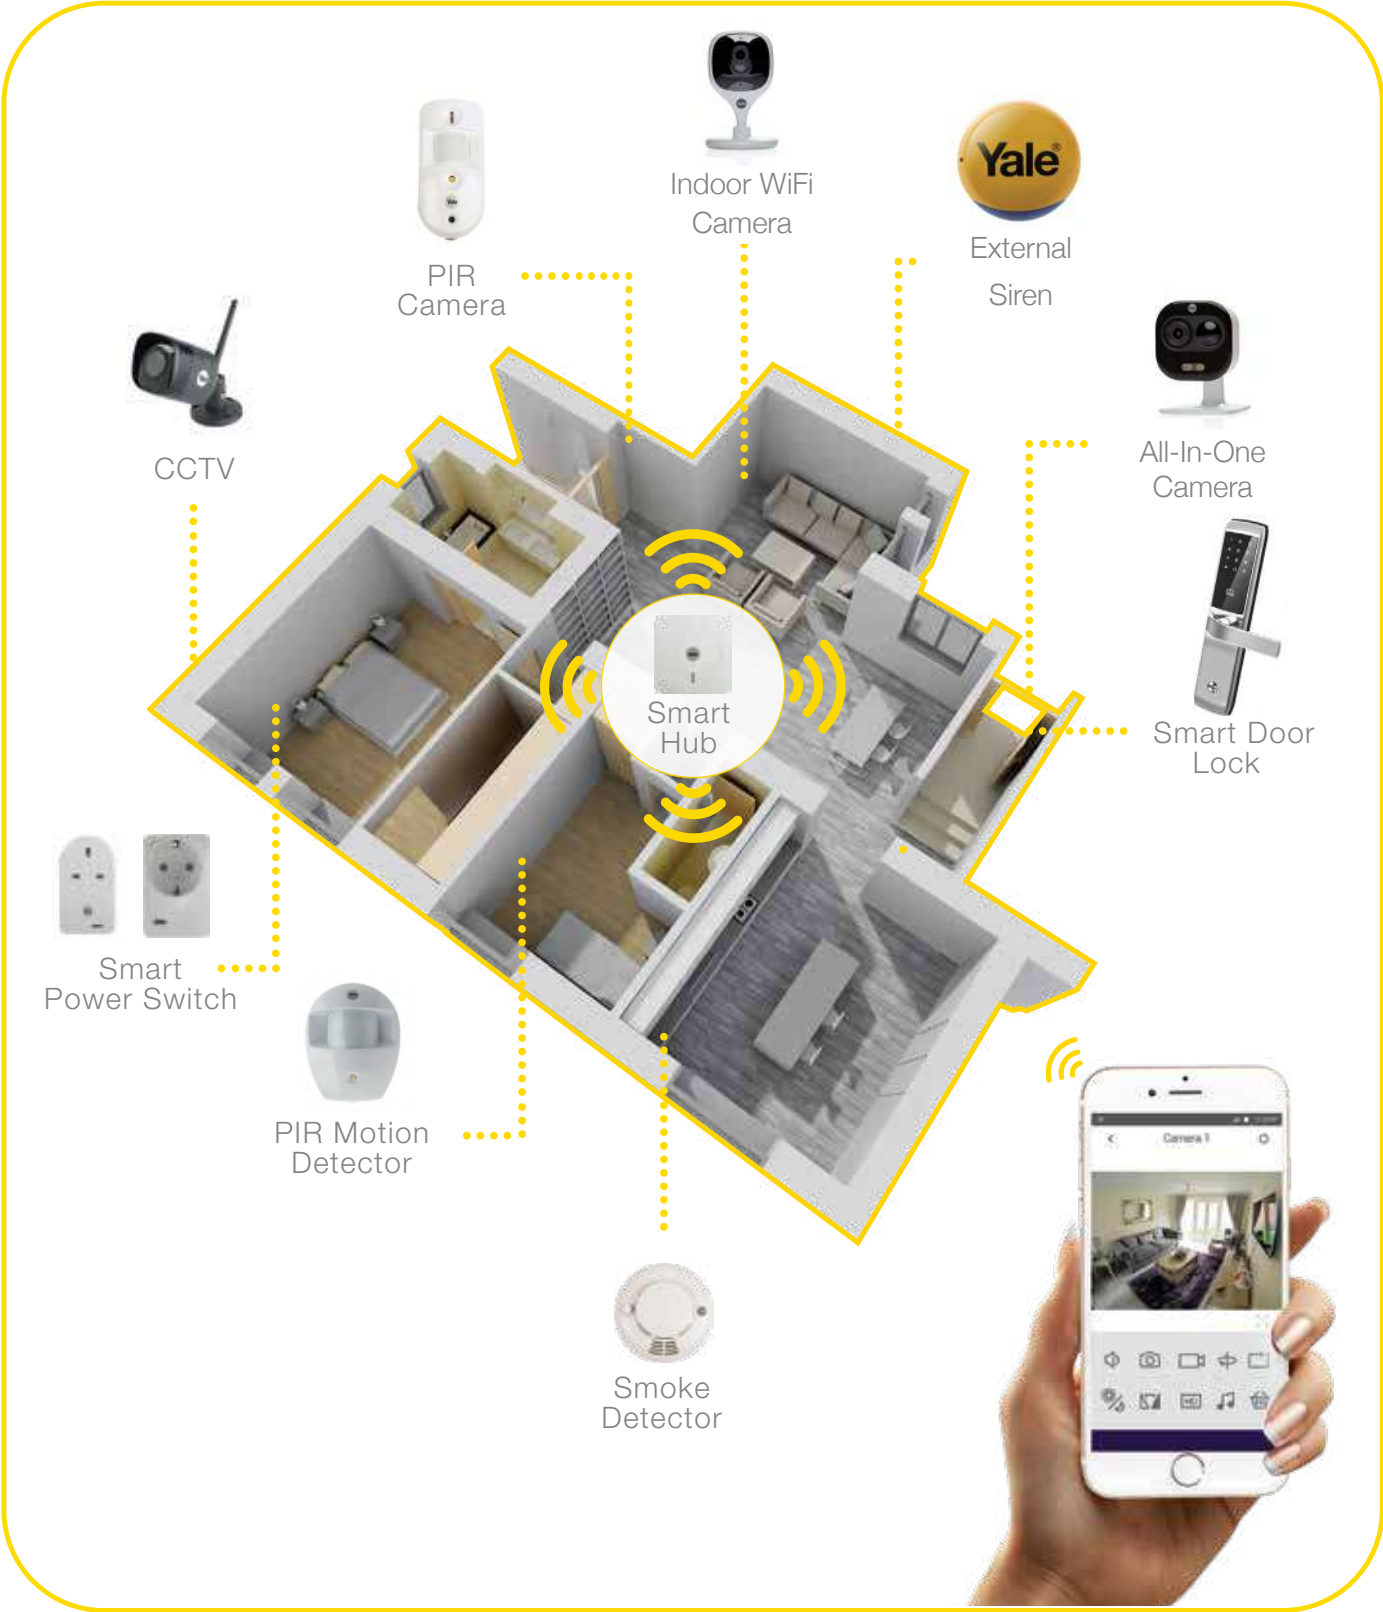 Indoor WiFi
Camera
Yale
External
Siren
PIR
Camera
CCTV
All-In-One
Camera
Smart
Hub
Smart Door
Lock
Smart
Power Switch
PIR Motion
Detector
Smoke
Detector
Camera 1
HD